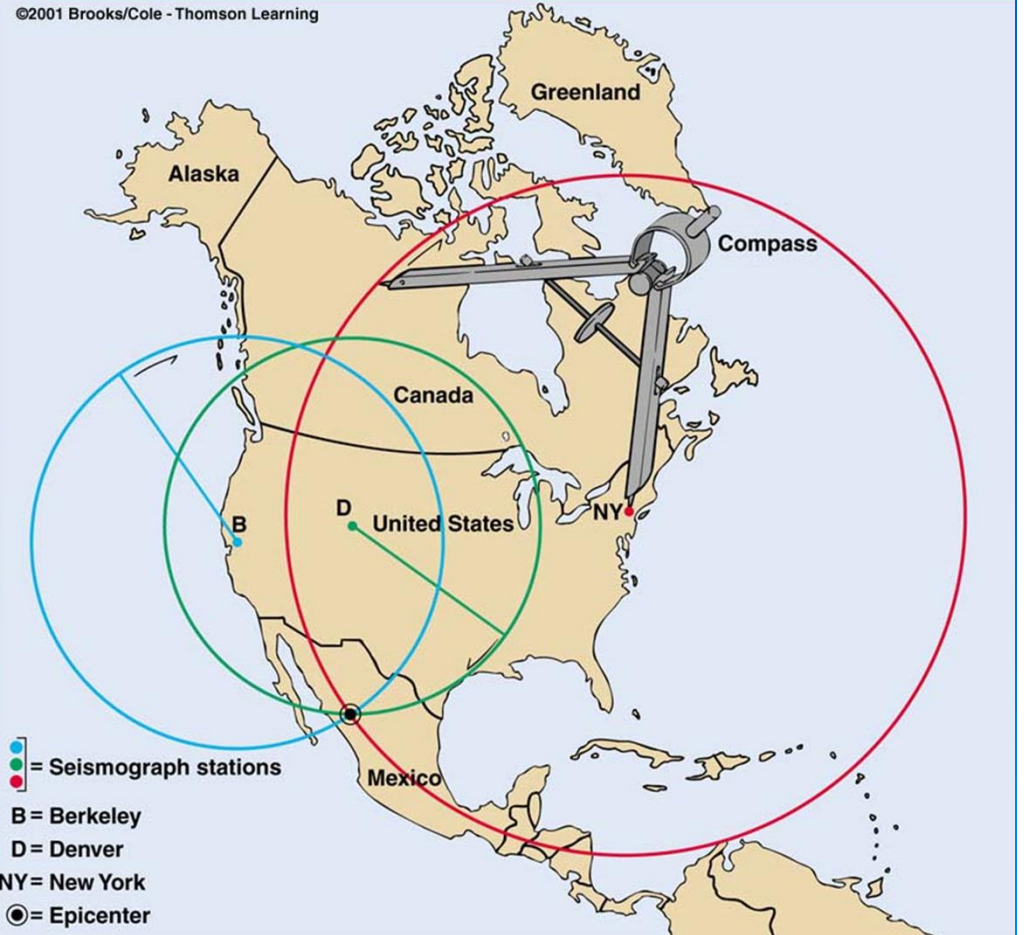 ©2001 Brooks/Cole - Thomson Learning
Greenland
Alaska
Compass
Canada
D
United States
NY
B
Mexico
= Seismograph stations
B = Berkeley
D = Denver
NY = New York
= Epicenter